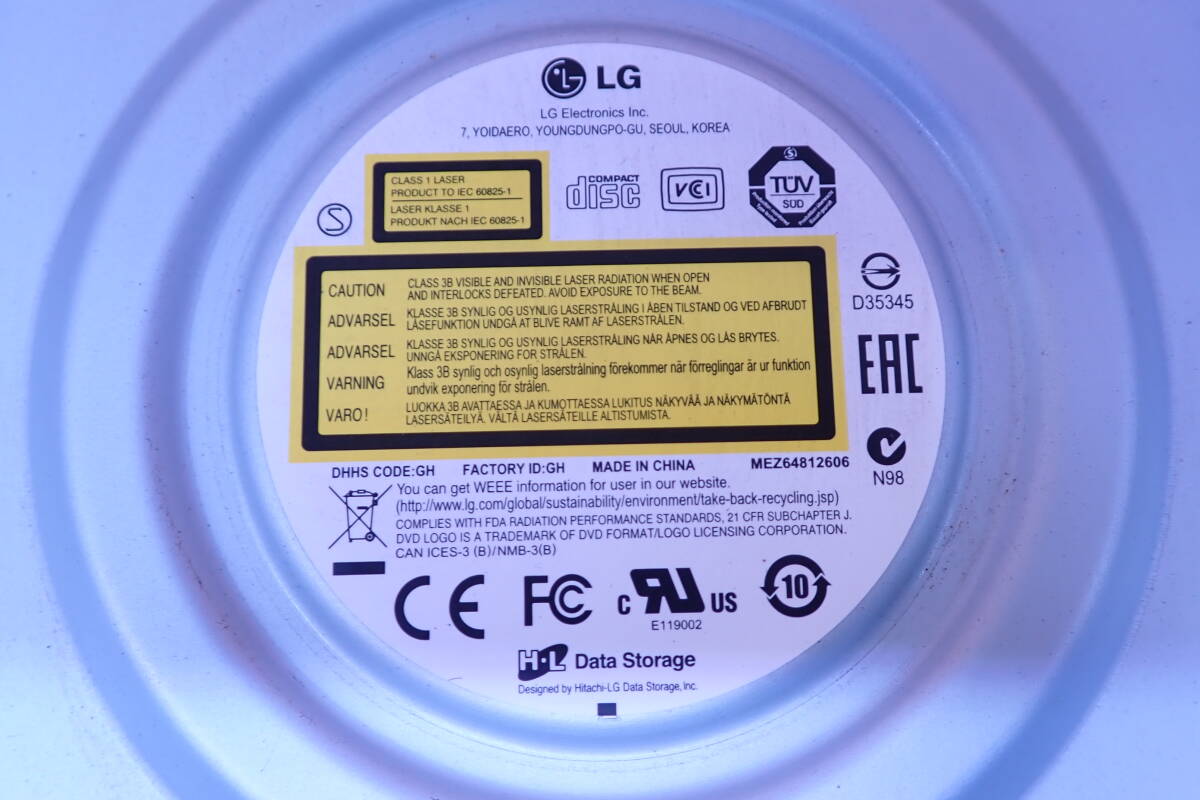 LG
LG Electronics Inc.
7, YOIDAERO, YOUNGDUNGPO-GU, SEOUL, KOREA
CLASS 1 LASER
PRODUCT TO IEC 60825-1
LASER KLASSE 1
PRODUKT NACH IEC 60825-1
S
COMPACT
disc
VCCI
S
TÜV
SÜD
CAUTION
CLASS 3B VISIBLE AND INVISIBLE LASER RADIATION WHEN OPEN
AND INTERLOCKS DEFEATED. AVOID EXPOSURE TO THE BEAM.
ADVARSEL
KLASSE 3B SYNLIG OG USYNLIG LASERSTRÅLING I ÅBEN TILSTAND OG VED AFBRUDT
LÅSEFUNKTION UNDGÅ AT BLIVE RAMT AF LASERSTRÅLEN.
ADVARSEL
KLASSE 3B SYNLIG OG USYNLIG LASERSTRÅLING NÅR ÅPNES OG LÅS BRYTES.
UNNGÅ EKSPONERING FOR STRÅLEN.
VARNING
Klass 3B synlig och osynlig laserstrålning förekommer när förreglingar är ur funktion
undvik exponering för strålen.
VARO!
LUOKKA 3B AVATTAESSA JA KUMOTTAESSA LUKITUS NÄKYVÄÄ JA NÄKYMÄTÖNTÄ
LASERSÄTEILYÄ. VÄLTÄ LASERSÄTEILLE ALTISTUMISTA.
D35345
EAC
N98
DHHS CODE:GH FACTORY ID:GH MADE IN CHINA MEZ64812606
You can get WEEE information for user in our website.
(http://www.lg.com/global/sustainability/environment/take-back-recycling.jsp)
COMPLIES WITH FDA RADIATION PERFORMANCE STANDARDS, 21 CFR SUBCHAPTER J.
DVD LOGO IS A TRADEMARK OF DVD FORMAT/LOGO LICENSING CORPORATION.
CAN ICES-3 (B)/NMB-3(B)
CE FC c RU US 10
E119002
H·L Data Storage
Designed by Hitachi-LG Data Storage, Inc.